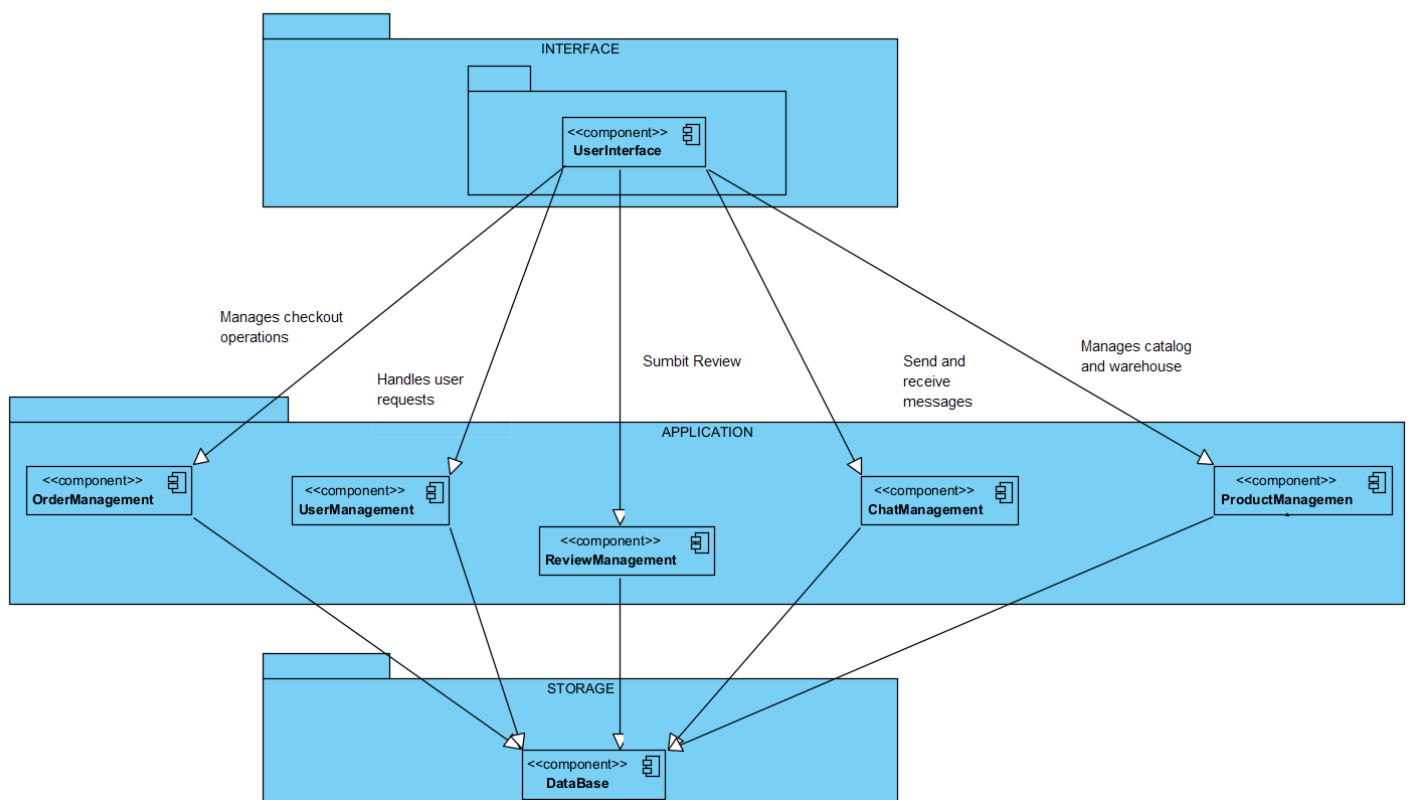 INTERFACE
<<component>>
UserInterface
Manages checkout
operations
Handles user
requests
Sumbit Review
Send and
receive
messages
Manages catalog
and warehouse
APPLICATION
<<component>>
OrderManagement
<<component>>
UserManagement
<<component>>
ReviewManagement
<<component>>
ChatManagement
<<component>>
ProductManagemen
STORAGE
<<component>>
DataBase